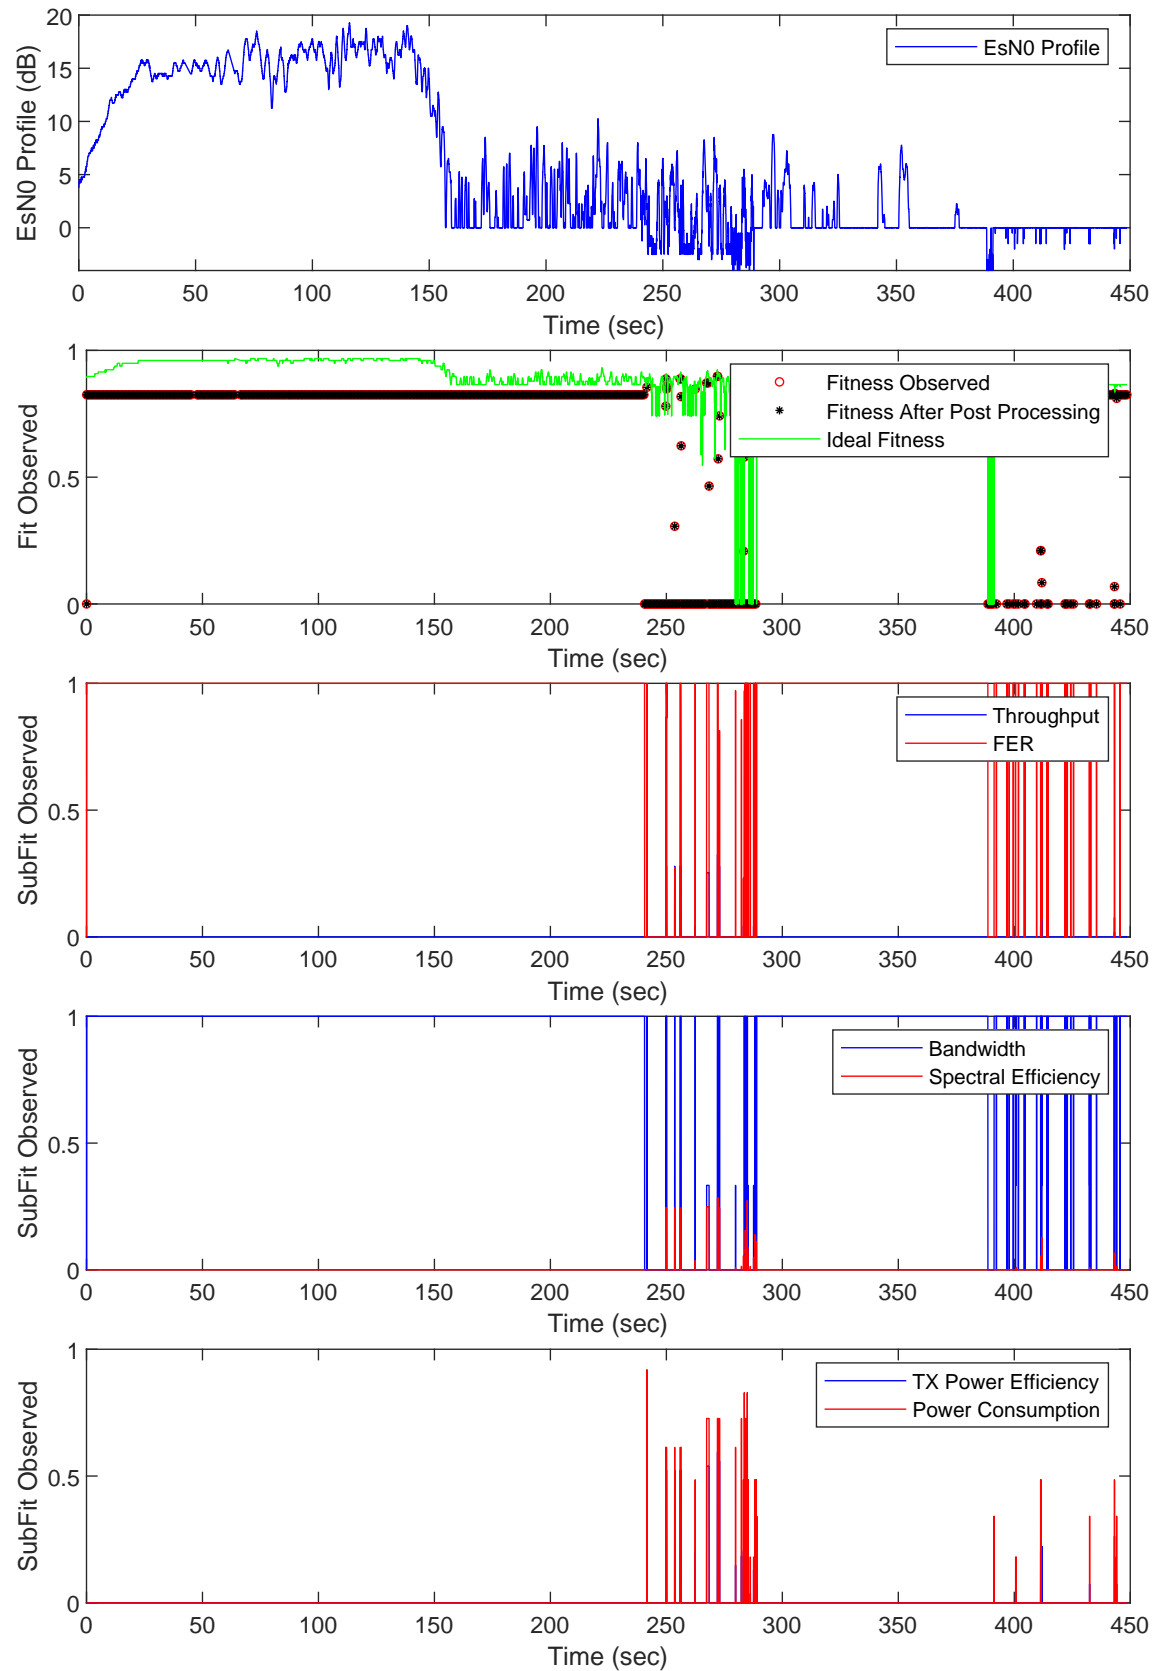 20
15
10
5
0
EsN0 Profile (dB)
EsN0 Profile
0 50 100 150 200 250 300 350 400 450
Time (sec)
1
0.5
0
Fit Observed
Fitness Observed
Fitness After Post Processing
Ideal Fitness
0 50 100 150 200 250 300 350 400 450
Time (sec)
1
0.5
0
SubFit Observed
Throughput
FER
0 50 100 150 200 250 300 350 400 450
Time (sec)
1
0.5
0
SubFit Observed
Bandwidth
Spectral Efficiency
0 50 100 150 200 250 300 350 400 450
Time (sec)
1
0.5
0
SubFit Observed
TX Power Efficiency
Power Consumption
0 50 100 150 200 250 300 350 400 450
Time (sec)